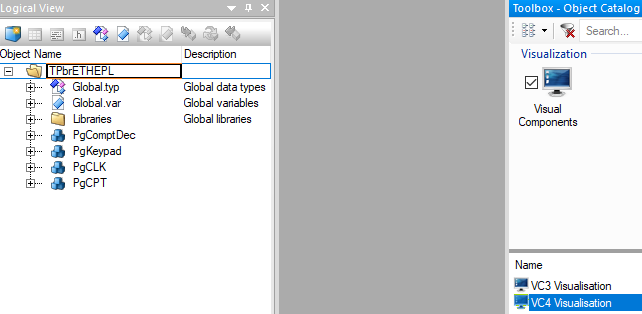 Logical View
Object Name
Description
TPbrETHEPL
Global.typ
Global data types
Global.var
Global variables
Libraries
Global libraries
PgComptDec
PgKeypad
PgCLK
PgCPT
Toolbox - Object Catalog
Search...
Visualization
Visual
Components
Name
VC3 Visualisation
VC4 Visualisation